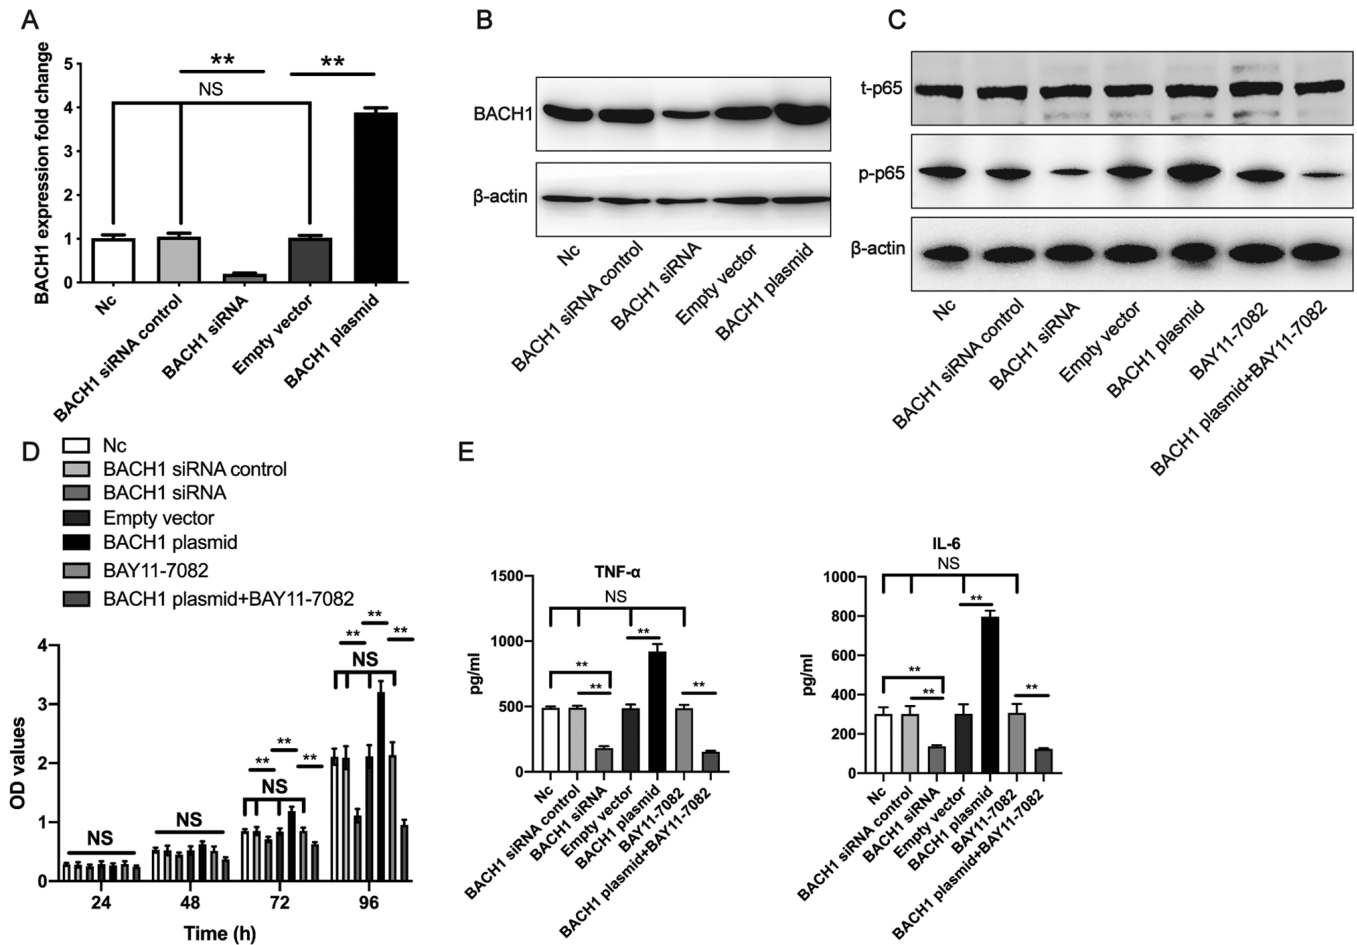 A
BACH1 expression fold change
5
4
3
2
1
0
**
**
NS
Nc
BACH1 siRNA control
BACH1 siRNA
Empty vector
BACH1 plasmid
B
BACH1
β-actin
Nc
BACH1 siRNA control
BACH1 siRNA
Empty vector
BACH1 plasmid
C
t-p65
p-p65
β-actin
Nc
BACH1 siRNA control
BACH1 siRNA
Empty vector
BACH1 plasmid
BAY11-7082
BACH1 plasmid+BAY11-7082
D
Nc
BACH1 siRNA control
BACH1 siRNA
Empty vector
BACH1 plasmid
BAY11-7082
BACH1 plasmid+BAY11-7082
OD values
4
3
2
1
0
NS
NS
NS
**
**
**
NS
**
**
**
24
48
72
96
Time (h)
E
TNF-α
pg/ml
1500
1000
500
0
NS
**
**
**
**
Nc
BACH1 siRNA control
BACH1 siRNA
Empty vector
BACH1 plasmid
BAY11-7082
BACH1 plasmid+BAY11-7082
IL-6
pg/ml
1000
800
600
400
200
0
NS
**
**
**
**
Nc
BACH1 siRNA control
BACH1 siRNA
Empty vector
BACH1 plasmid
BAY11-7082
BACH1 plasmid+BAY11-7082